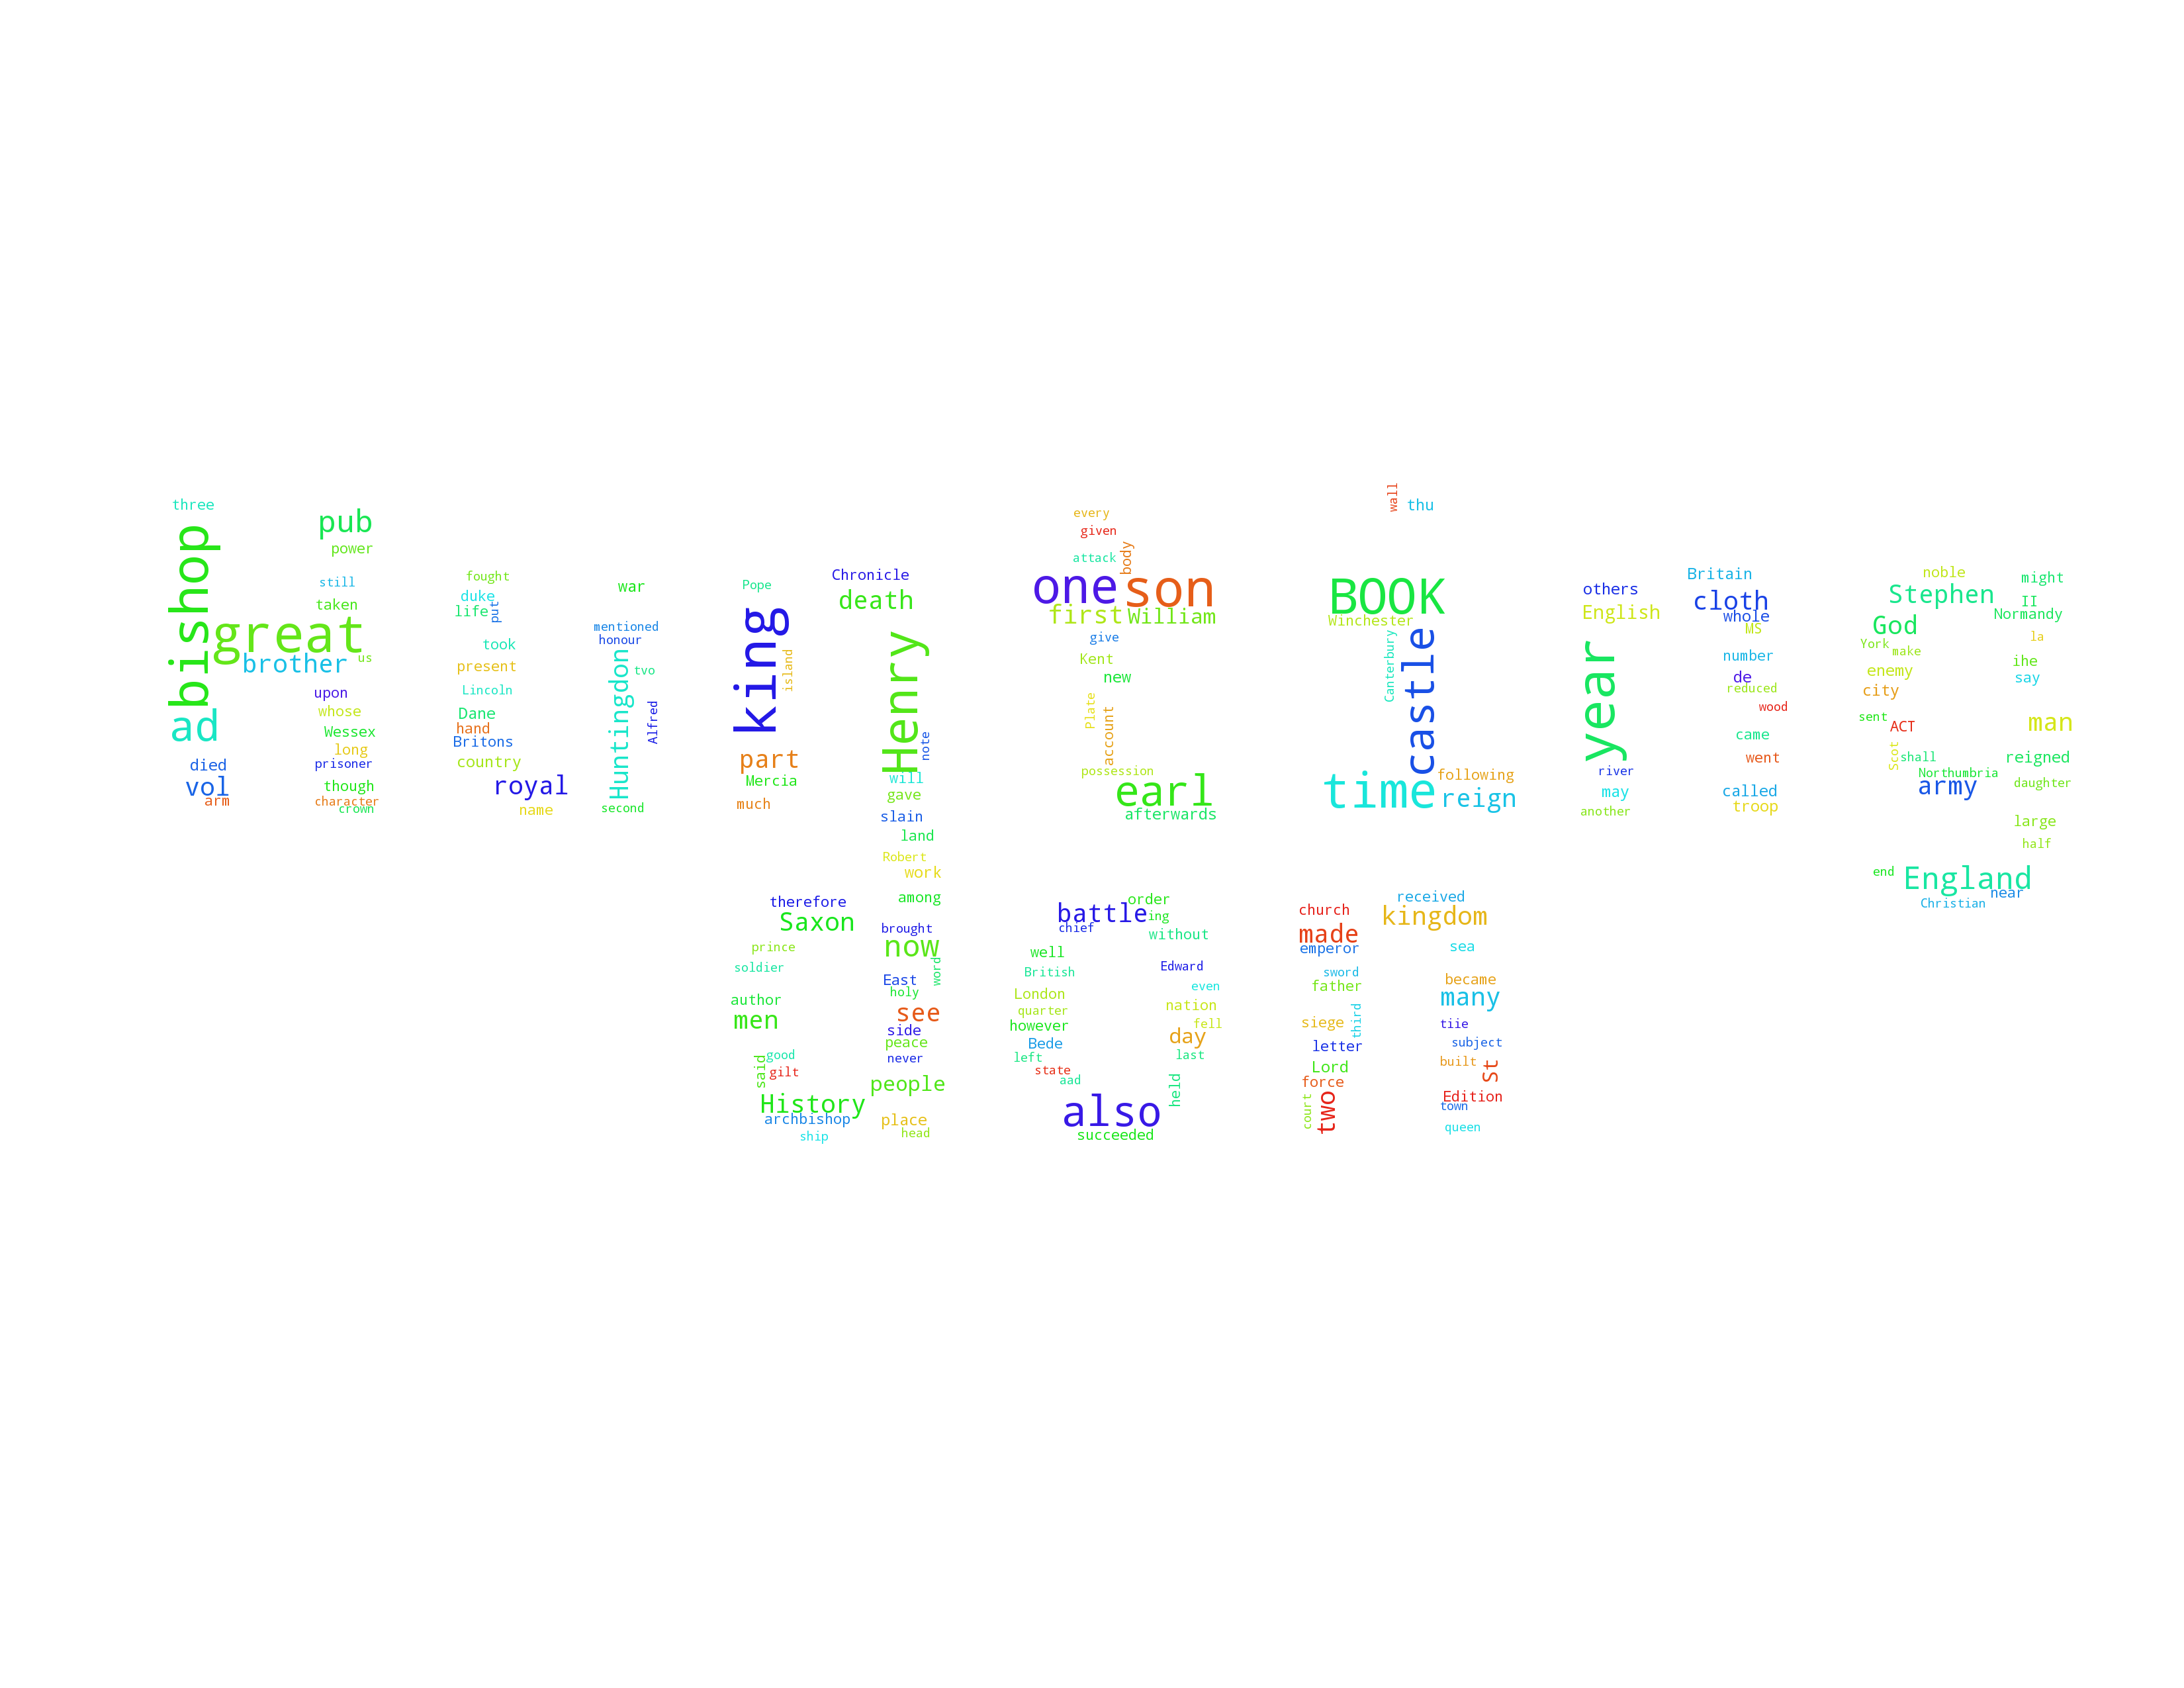 three
bishop
pub
power
still
taken
great
brother
us
upon
whose
ad
Wessex
long
prisoner
died
vol
arm
though
character
crown
fought
duke
life
put
took
present
Lincoln
Dane
hand
Britons
country
royal
name
war
mentioned
honour
Huntingdon
tvo
Alfred
second
Pope
king
island
part
Mercia
much
Chronicle
death
Henry
note
will
gave
slain
land
Robert
work
among
every
given
attack
body
one
son
first
William
give
Kent
new
Plate
account
possession
earl
afterwards
wall
thu
BOOK
Winchester
Canterbury
castle
time
following
reign
others
English
year
river
may
another
Britain
cloth
whole
MS
number
de
reduced
wood
came
went
called
troop
noble
might
Stephen
II
Normandy
God
la
York
make
ihe
enemy
say
city
sent
ACT
man
Scot
shall
reigned
Northumbria
army
daughter
large
half
end
England
near
Christian
therefore
Saxon
prince
soldier
author
men
said
good
gilt
History
archbishop
ship
brought
now
word
East
holy
see
side
peace
never
people
place
head
order
battle
ing
chief
without
well
British
Edward
even
London
nation
quarter
however
fell
day
Bede
left
last
state
aad
held
also
succeeded
received
church
kingdom
made
emperor
sea
sword
father
became
many
siege
third
tiie
letter
subject
built
Lord
St
force
court
two
Edition
town
queen